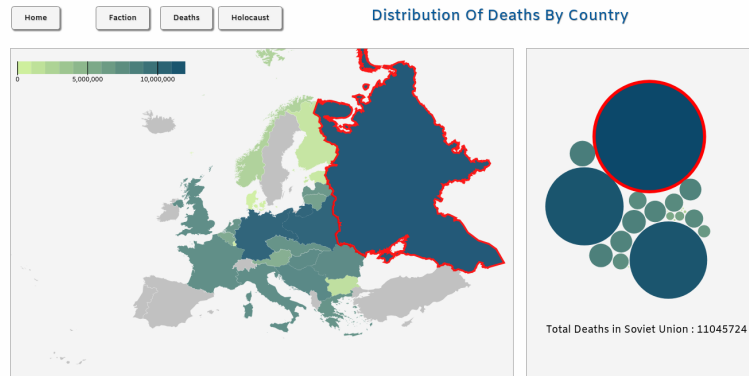 Home Faction Deaths Holocaust
Distribution Of Deaths By Country
0 5,000,000 10,000,000
Total Deaths in Soviet Union : 11045724